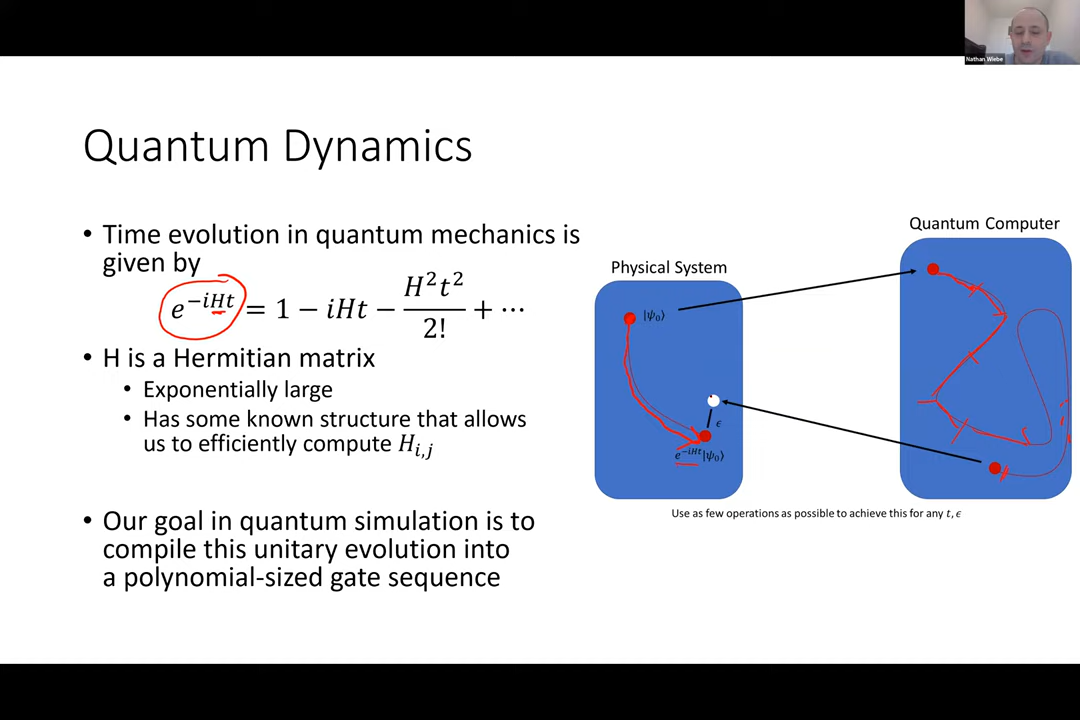 Nathan Wiebe
Quantum Dynamics
• Time evolution in quantum mechanics is
given by
e^{-iHt} = 1 − iHt − H²t²/2! + ⋯
• H is a Hermitian matrix
• Exponentially large
• Has some known structure that allows
us to efficiently compute H_{i,j}
• Our goal in quantum simulation is to
compile this unitary evolution into
a polynomial-sized gate sequence
Physical System
|ψ₀⟩
ϵ
e^{-iHt}|ψ₀⟩
Quantum Computer
Use as few operations as possible to achieve this for any t, ϵ